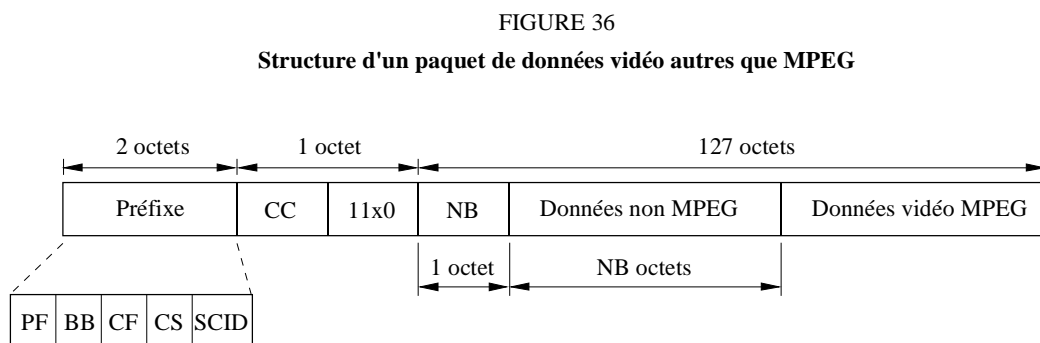 FIGURE 36
Structure d'un paquet de données vidéo autres que MPEG
2 octets 1 octet 127 octets
Préfixe CC 11x0 NB Données non MPEG Données vidéo MPEG
1 octet NB octets
PF BB CF CS SCID